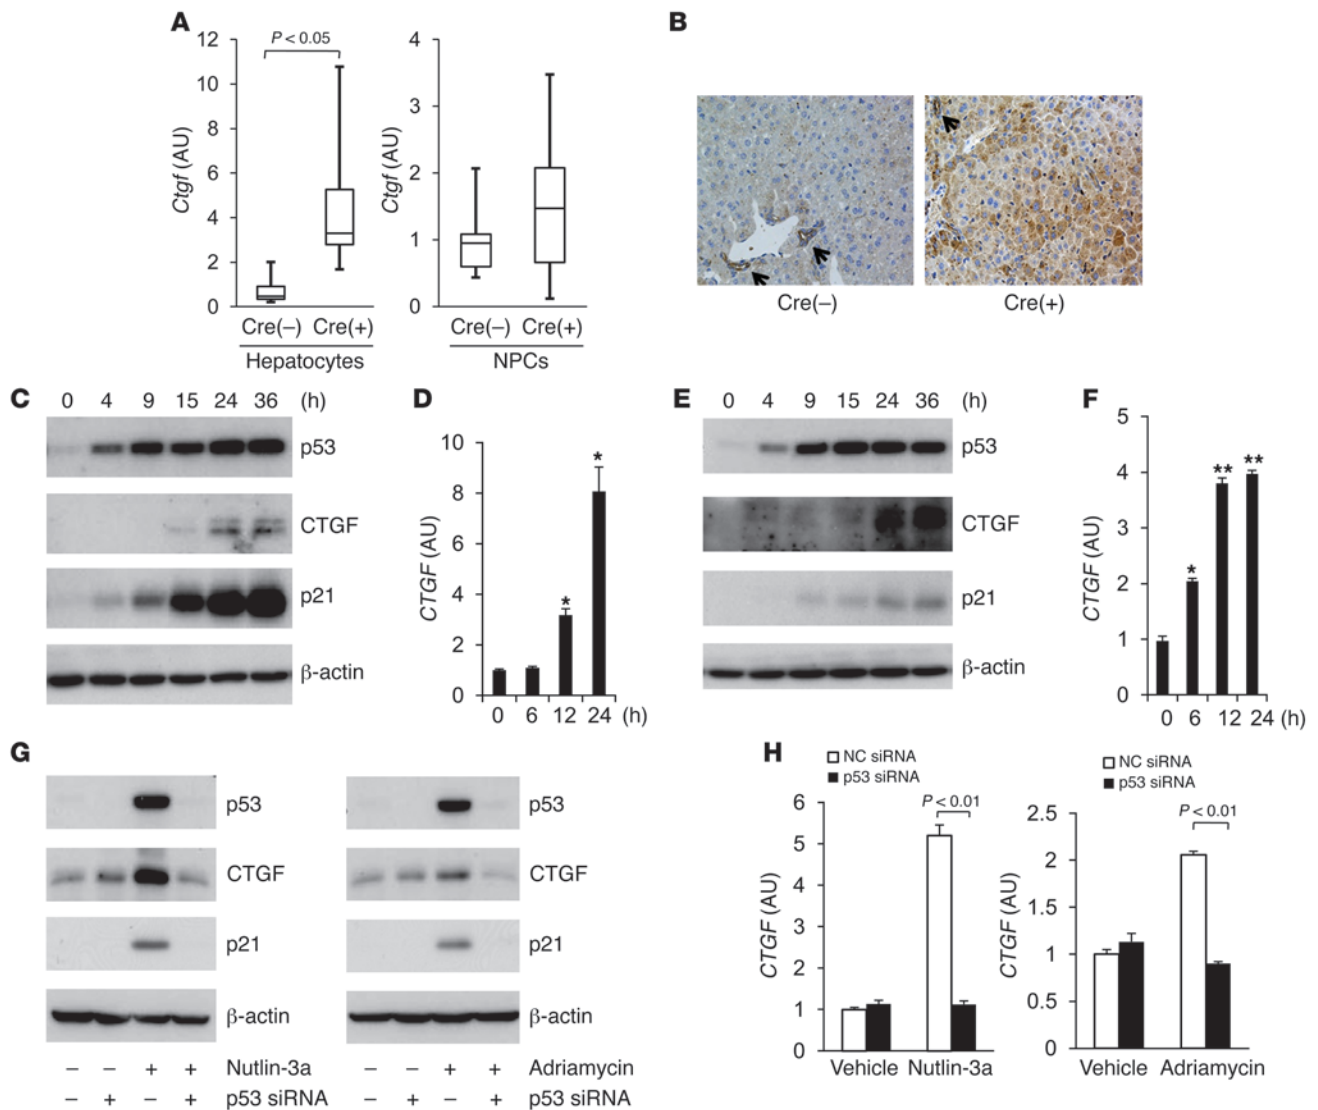 A
P < 0.05
12
10
8
6
4
2
0
Ctgf (AU)
Cre(–) Cre(+)
Hepatocytes
4
3
2
1
0
Ctgf (AU)
Cre(–) Cre(+)
NPCs
B
Cre(–)
Cre(+)
C
0 4 9 15 24 36 (h)
p53
CTGF
p21
β-actin
D
10
8
6
4
2
0
CTGF (AU)
* *
0 6 12 24 (h)
E
0 4 9 15 24 36 (h)
p53
CTGF
p21
β-actin
F
5
4
3
2
1
0
CTGF (AU)
* ** **
0 6 12 24 (h)
G
p53
CTGF
p21
β-actin
– – + + Nutlin-3a
– + – + p53 siRNA
p53
CTGF
p21
β-actin
– – + + Adriamycin
– + – + p53 siRNA
H
NC siRNA
p53 siRNA
P < 0.01
6
5
4
3
2
1
0
CTGF (AU)
Vehicle Nutlin-3a
NC siRNA
p53 siRNA
P < 0.01
2.5
2
1.5
1
0.5
0
CTGF (AU)
Vehicle Adriamycin